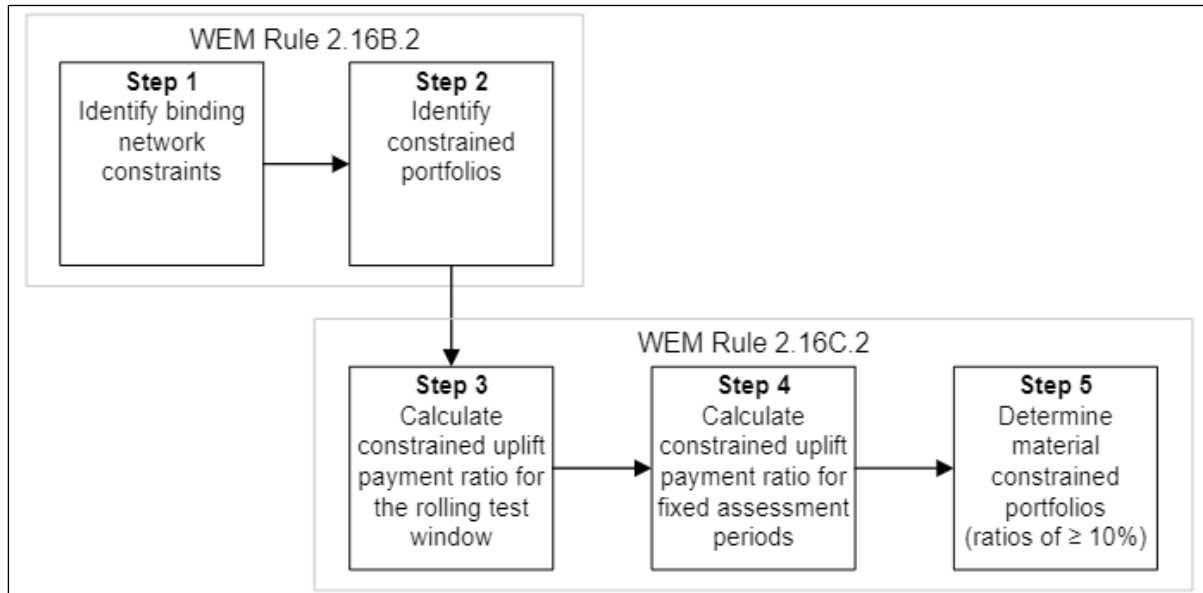 WEM Rule 2.16B.2
Step 1
Identify binding
network
constraints
Step 2
Identify
constrained
portfolios
WEM Rule 2.16C.2
Step 3
Calculate
constrained uplift
payment ratio for
the rolling test
window
Step 4
Calculate
constrained uplift
payment ratio for
fixed assessment
periods
Step 5
Determine
material
constrained
portfolios
(ratios of ≥ 10%)